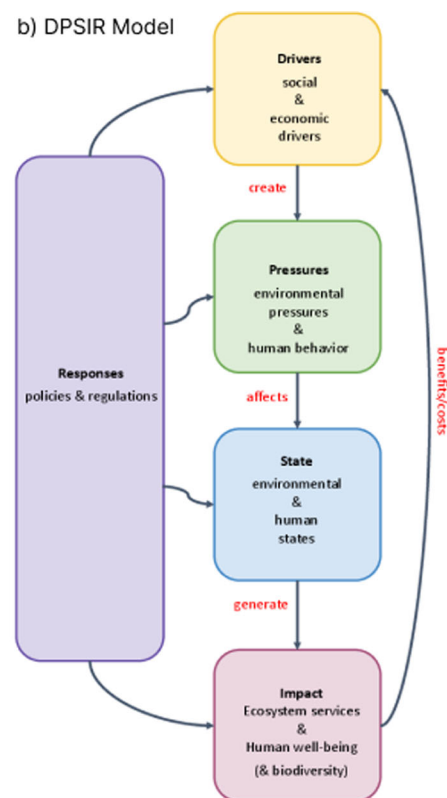 b) DPSIR Model
Drivers
social
&
economic
drivers
create
Pressures
environmental
pressures
&
human behavior
Responses
policies & regulations
affects
benefits/costs
State
environmental
&
human
states
generate
Impact
Ecosystem services
&
Human well-being
(& biodiversity)